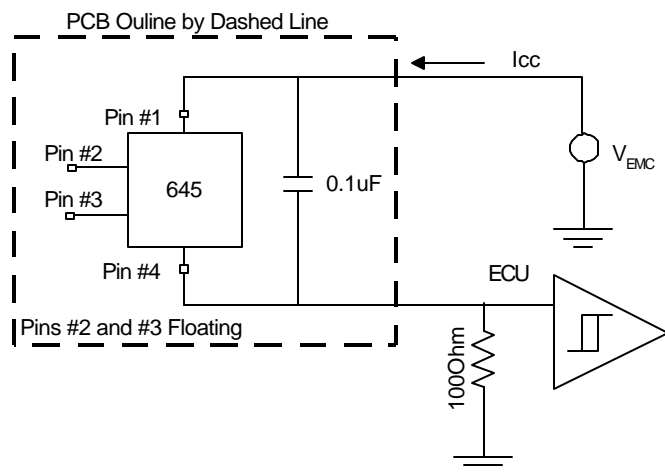 PCB Ouline by Dashed Line
Icc
Pin #1
Pin #2
Pin #3
645
0.1uF
V_EMC
Pin #4
ECU
Pins #2 and #3 Floating
100Ohm